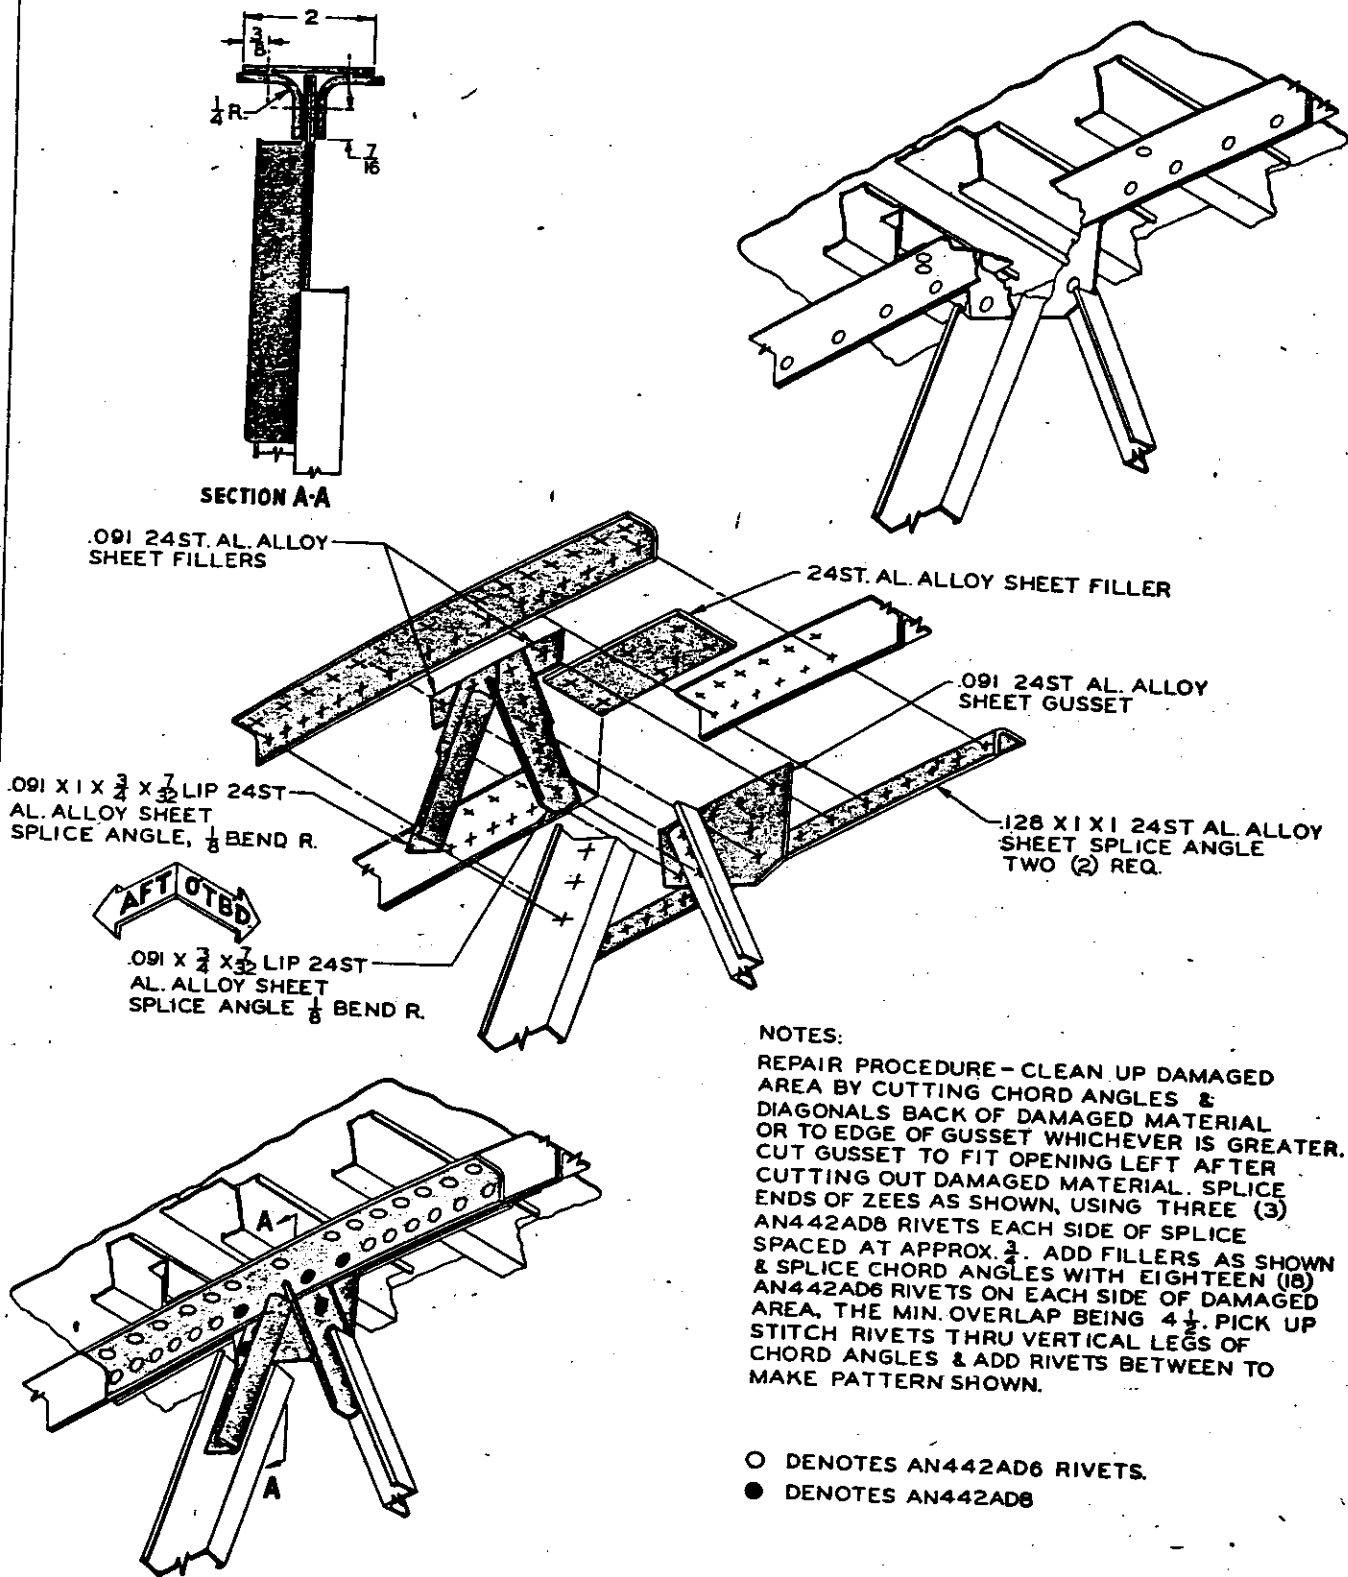 2
3/8
1/4 R.
7/16
SECTION A-A
.091 24ST. AL. ALLOY
SHEET FILLERS
24ST. AL. ALLOY SHEET FILLER
.091 24ST AL. ALLOY
SHEET GUSSET
.091 X 1 X 3/4 X 7/32 LIP 24ST
AL. ALLOY SHEET
SPLICE ANGLE, 1/8 BEND R.
.128 X 1 X 1 24ST AL. ALLOY
SHEET SPLICE ANGLE
TWO (2) REQ.
AFT OTBD.
.091 X 3/4 X 7/32 LIP 24ST
AL. ALLOY SHEET
SPLICE ANGLE 1/8 BEND R.
NOTES:
REPAIR PROCEDURE - CLEAN UP DAMAGED
AREA BY CUTTING CHORD ANGLES &
DIAGONALS BACK OF DAMAGED MATERIAL
OR TO EDGE OF GUSSET WHICHEVER IS GREATER.
CUT GUSSET TO FIT OPENING LEFT AFTER
CUTTING OUT DAMAGED MATERIAL. SPLICE
ENDS OF ZEES AS SHOWN, USING THREE (3)
AN442AD8 RIVETS EACH SIDE OF SPLICE
SPACED AT APPROX. 3/4. ADD FILLERS AS SHOWN
& SPLICE CHORD ANGLES WITH EIGHTEEN (18)
AN442AD6 RIVETS ON EACH SIDE OF DAMAGED
AREA, THE MIN. OVERLAP BEING 4 1/2. PICK UP
STITCH RIVETS THRU VERTICAL LEGS OF
CHORD ANGLES & ADD RIVETS BETWEEN TO
MAKE PATTERN SHOWN.
A
A
DENOTES AN442AD6 RIVETS.
DENOTES AN442AD8